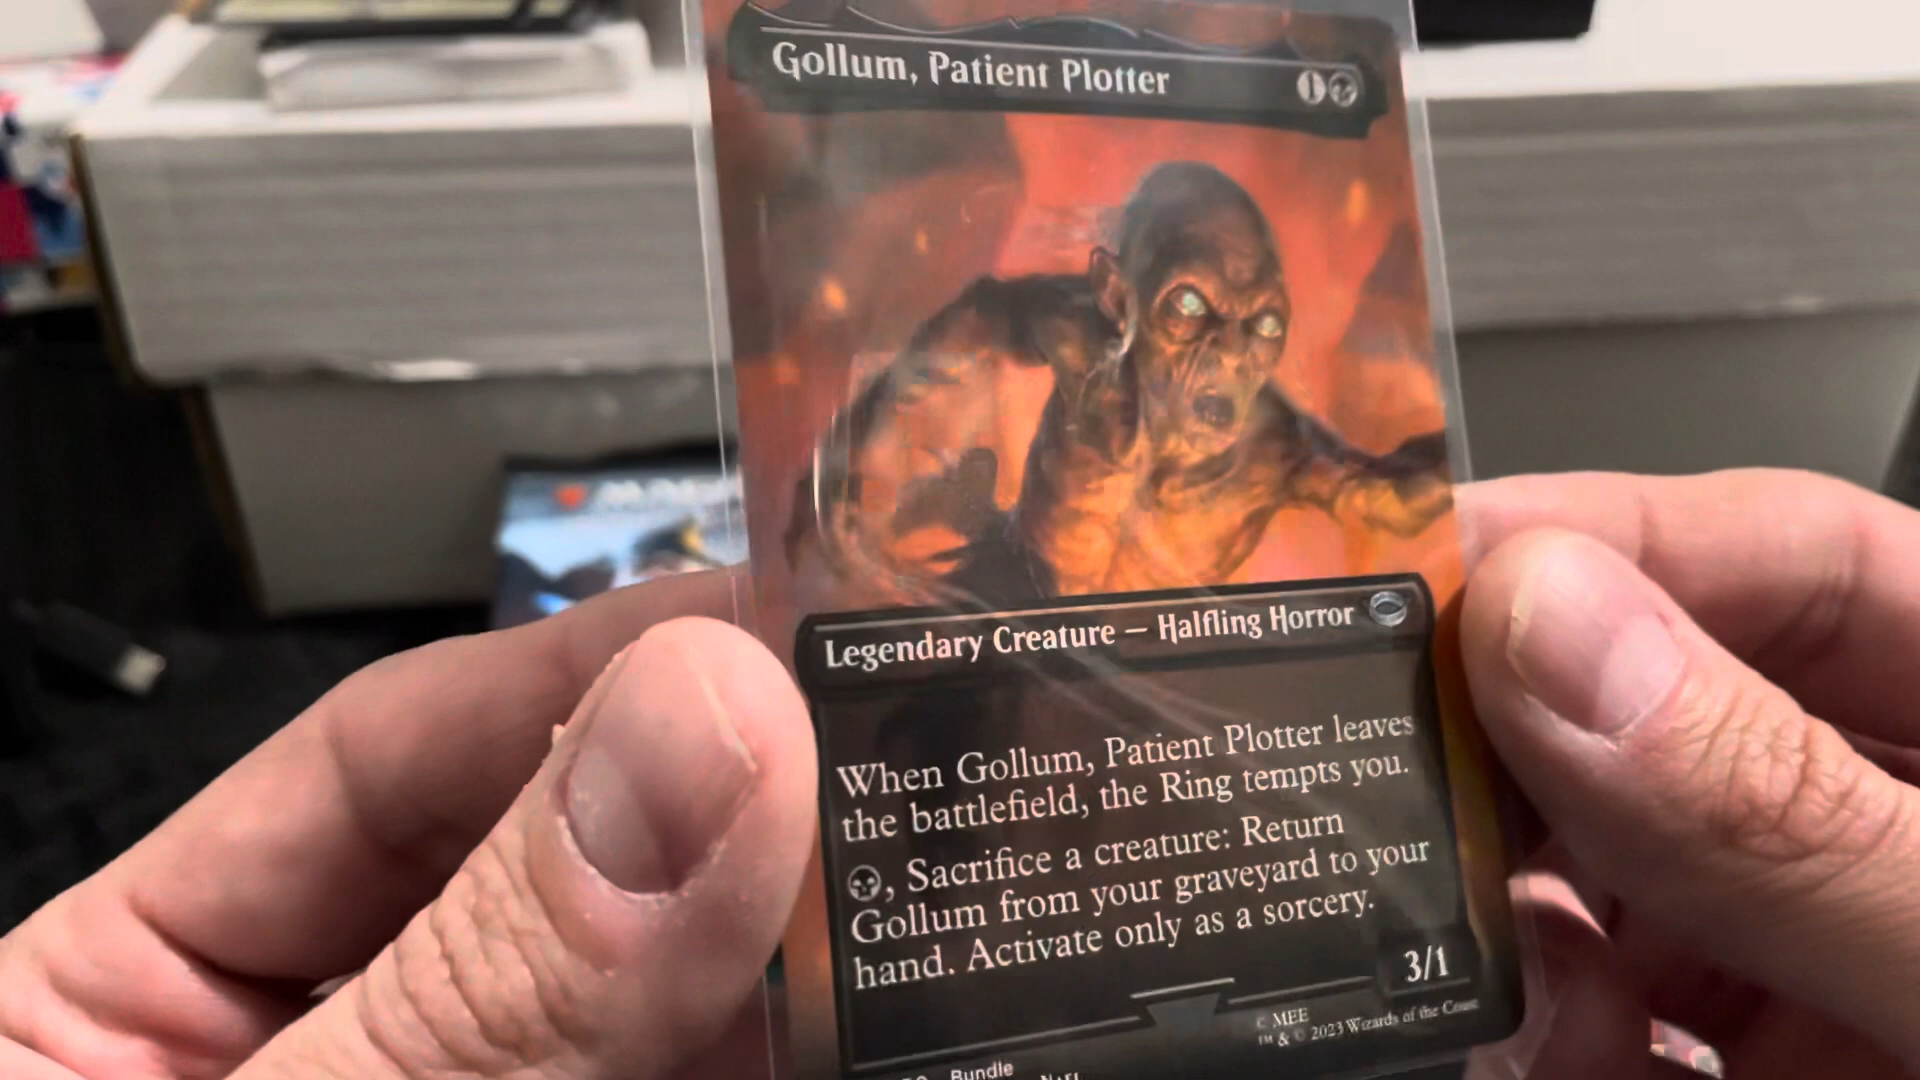 Gollum, Patient Plotter 1
Legendary Creature — Halfling Horror
When Gollum, Patient Plotter leaves
the battlefield, the Ring tempts you.
, Sacrifice a creature: Return
Gollum from your graveyard to your
hand. Activate only as a sorcery.
3/1
MEE
™ & © 2023 Wizards of the Coast
Bundle